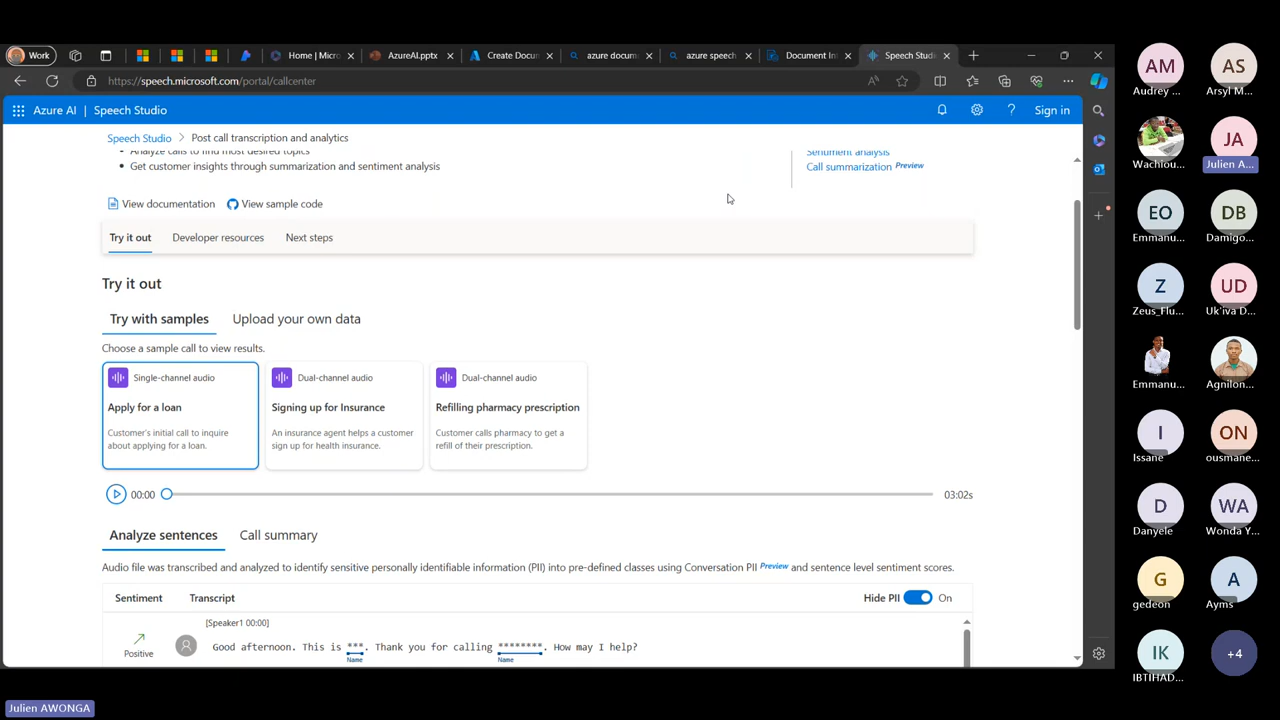 Work
Home | Micro
AzureAI.pptx
Create Docun
azure docum
azure speech
Document In
Speech Studi
https://speech.microsoft.com/portal/callcenter
Azure AI | Speech Studio
Sign in
Speech Studio > Post call transcription and analytics
• Analyze calls to find most desired topics
• Get customer insights through summarization and sentiment analysis
Sentiment analysis
Call summarization Preview
View documentation
View sample code
Try it out
Developer resources
Next steps
Try it out
Try with samples
Upload your own data
Choose a sample call to view results.
Single-channel audio
Apply for a loan
Customer's initial call to inquire
about applying for a loan.
Dual-channel audio
Signing up for Insurance
An insurance agent helps a customer
sign up for health insurance.
Dual-channel audio
Refilling pharmacy prescription
Customer calls pharmacy to get a
refill of their prescription.
00:00
03:02s
Analyze sentences
Call summary
Audio file was transcribed and analyzed to identify sensitive personally identifiable information (PII) into pre-defined classes using Conversation PII Preview and sentence level sentiment scores.
Sentiment
Transcript
Hide PII
On
[Speaker1 00:00]
Positive
Good afternoon. This is ***. Thank you for calling ********. How may I help?
Name
Name
AM
Audrey ...
AS
Arsyl M...
Wachiou...
JA
Julien A...
EO
Emmanu...
DB
Damigo...
Z
Zeus_Flu...
UD
Uk'iva D...
Emmanu...
Agnilon...
I
Issane
ON
ousmane...
D
Danyele
WA
Wonda Y...
G
gedeon
A
Ayms
IK
IBTIHAD...
+4
Julien AWONGA